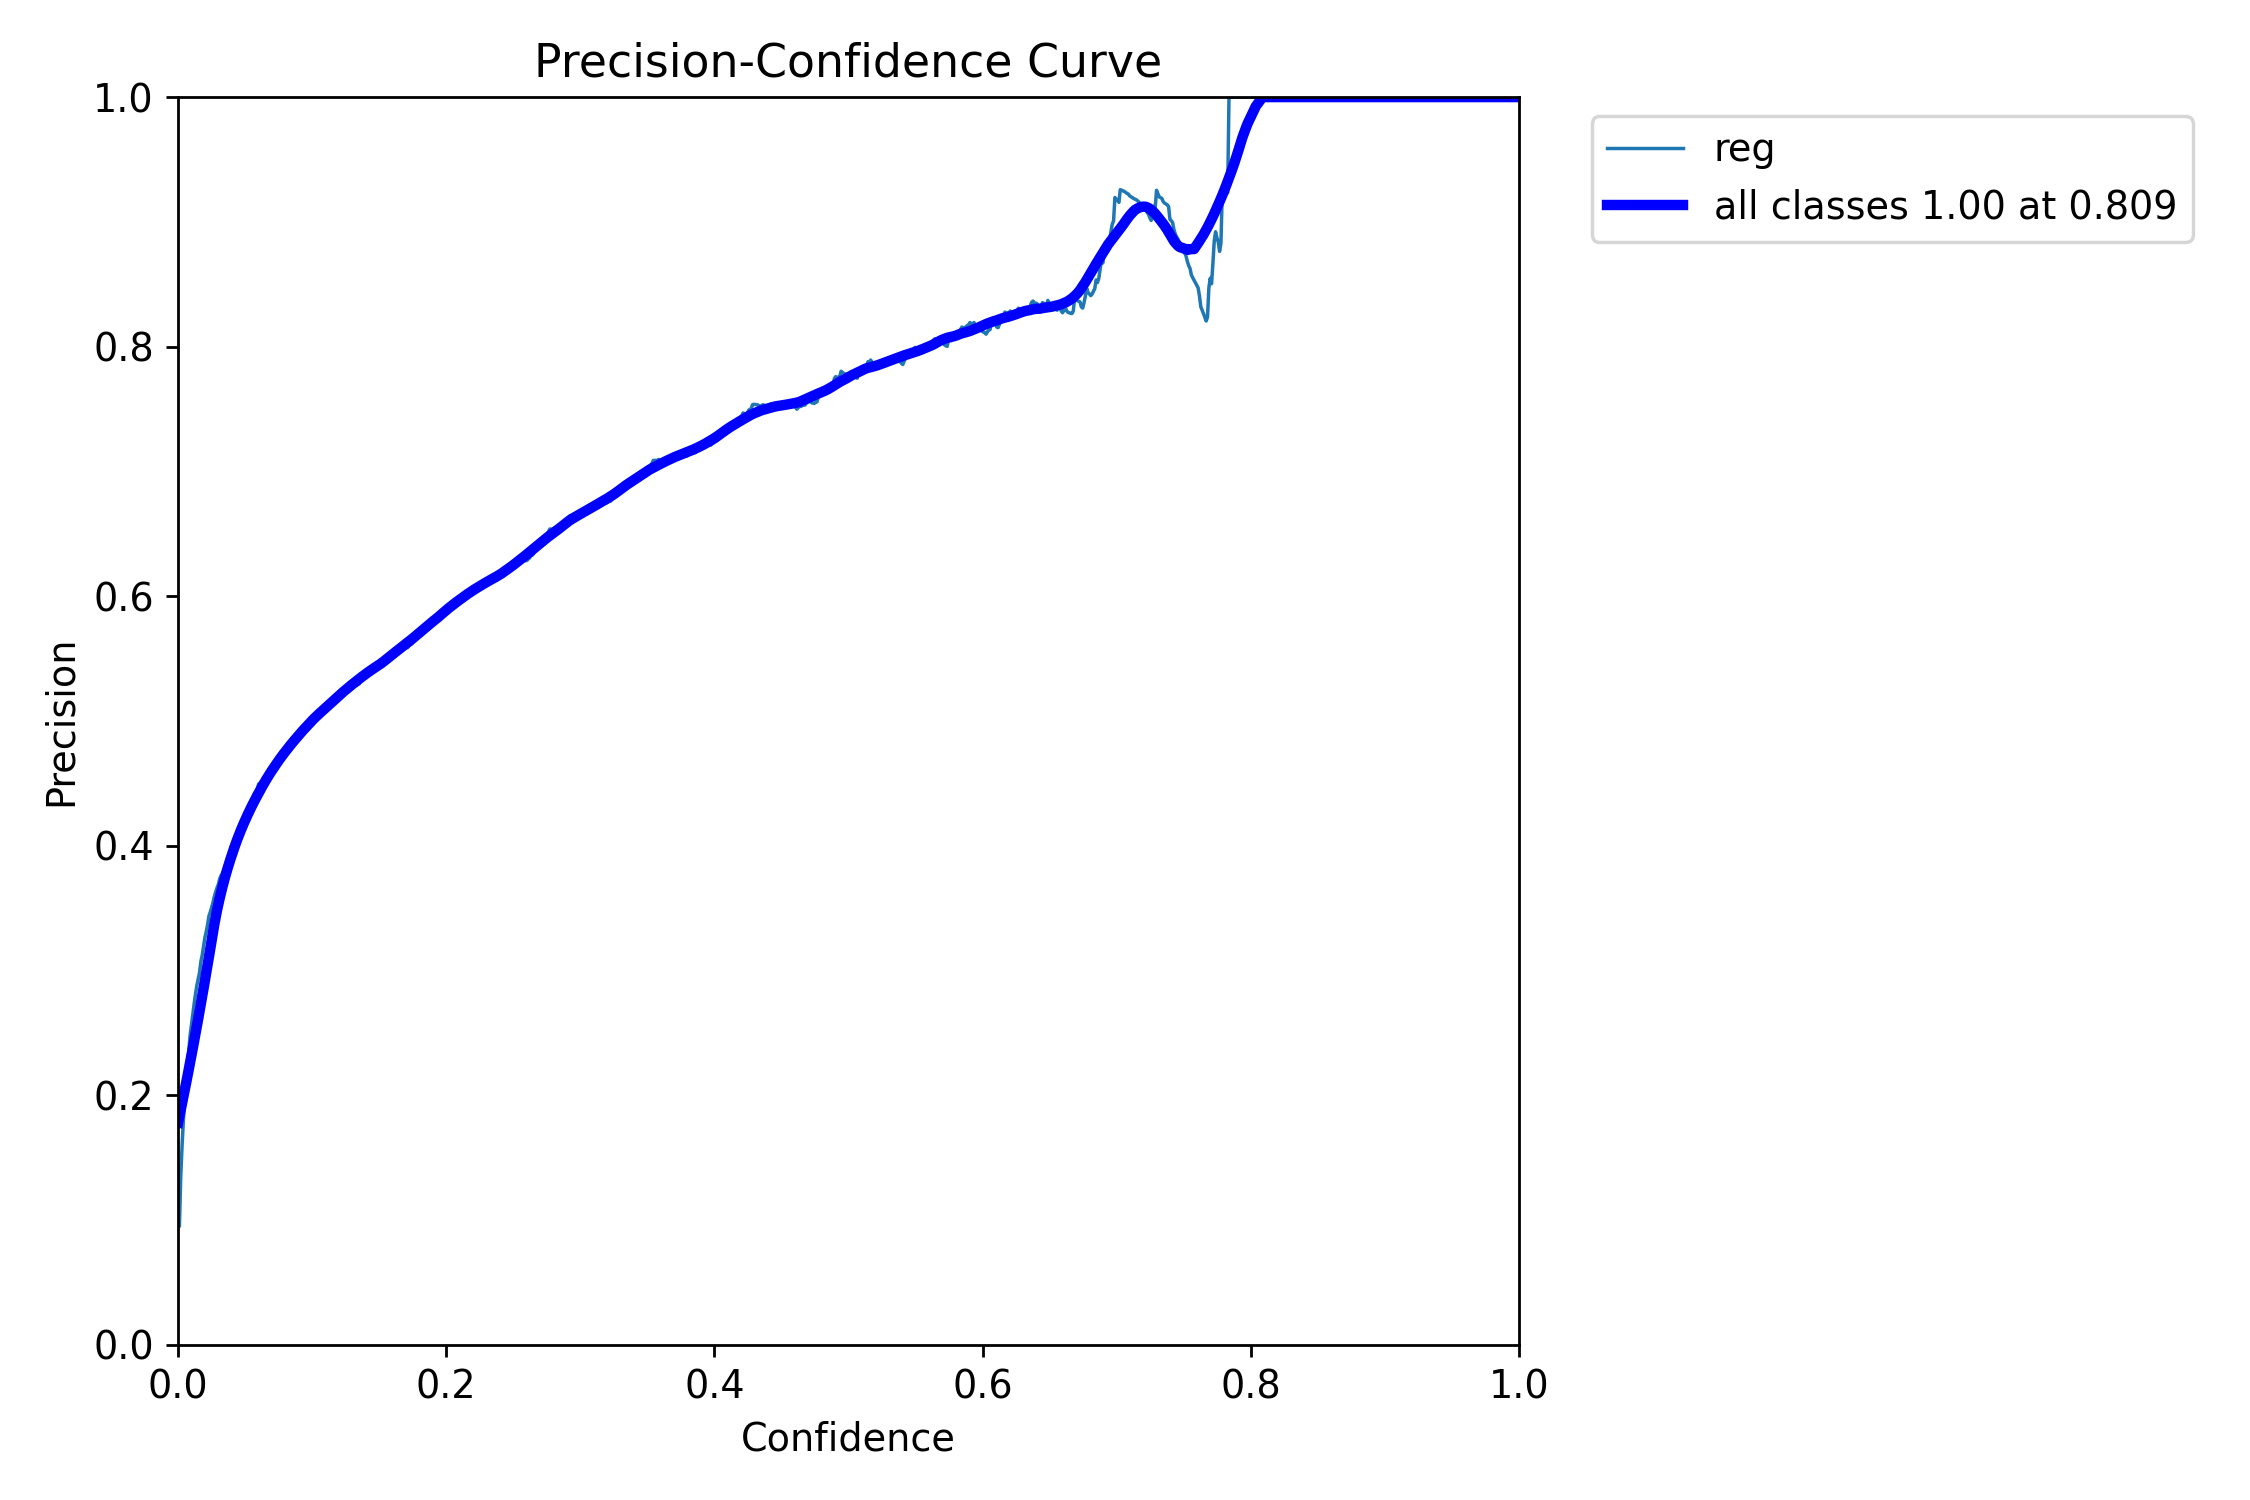 Precision-Confidence Curve
1.0
0.8
0.6
0.4
0.2
0.0
Precision
0.0 0.2 0.4 0.6 0.8 1.0
Confidence
reg
all classes 1.00 at 0.809